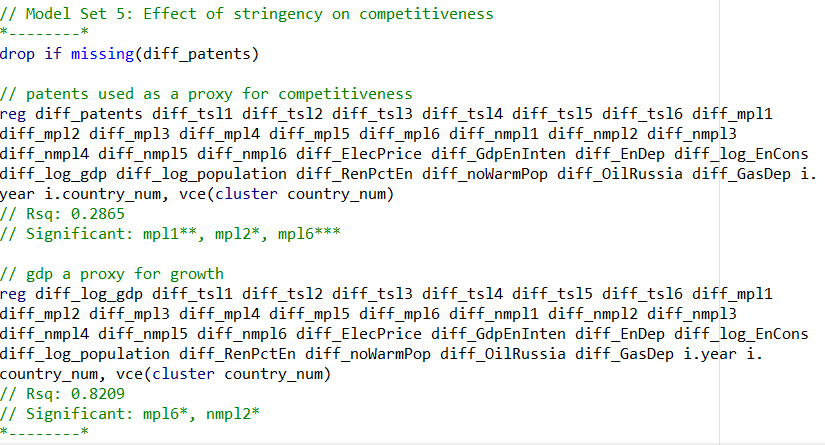 // Model Set 5: Effect of stringency on competitiveness
*--------*
drop if missing(diff_patents)
// patents used as a proxy for competitiveness
reg diff_patents diff_tsl1 diff_tsl2 diff_tsl3 diff_tsl4 diff_tsl5 diff_tsl6 diff_mpl1
diff_mpl2 diff_mpl3 diff_mpl4 diff_mpl5 diff_mpl6 diff_nmpl1 diff_nmpl2 diff_nmpl3
diff_nmpl4 diff_nmpl5 diff_nmpl6 diff_ElecPrice diff_GdpEnInten diff_EnDep diff_log_EnCons
diff_log_gdp diff_log_population diff_RenPctEn diff_noWarmPop diff_OilRussia diff_GasDep i.
year i.country_num, vce(cluster country_num)
// Rsq: 0.2865
// Significant: mpl1**, mpl2*, mpl6***
// gdp a proxy for growth
reg diff_log_gdp diff_tsl1 diff_tsl2 diff_tsl3 diff_tsl4 diff_tsl5 diff_tsl6 diff_mpl1
diff_mpl2 diff_mpl3 diff_mpl4 diff_mpl5 diff_mpl6 diff_nmpl1 diff_nmpl2 diff_nmpl3
diff_nmpl4 diff_nmpl5 diff_nmpl6 diff_ElecPrice diff_GdpEnInten diff_EnDep diff_log_EnCons
diff_log_population diff_RenPctEn diff_noWarmPop diff_OilRussia diff_GasDep i.year i.
country_num, vce(cluster country_num)
// Rsq: 0.8209
// Significant: mpl6*, nmpl2*
*--------*